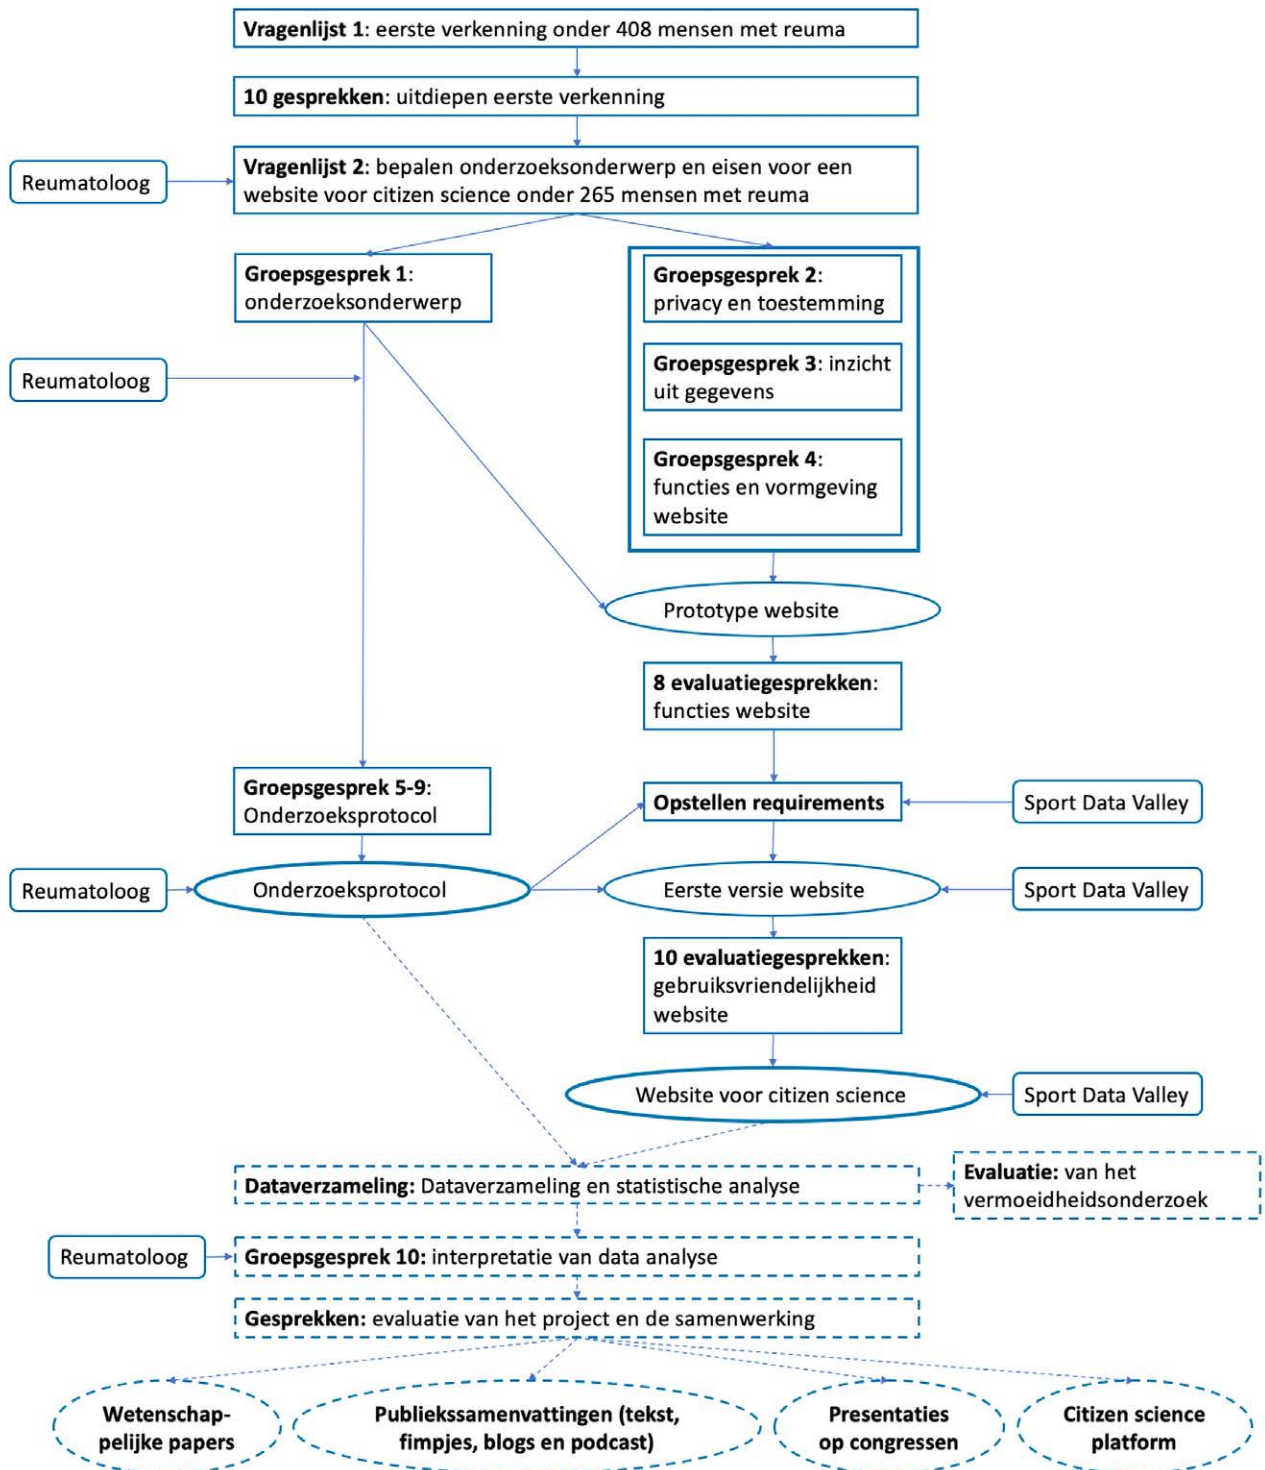 Vragenlijst 1: eerste verkenning onder 408 mensen met reuma
10 gesprekken: uitdiepen eerste verkenning
Reumatoloog
Vragenlijst 2: bepalen onderzoeksonderwerp en eisen voor een
website voor citizen science onder 265 mensen met reuma
Groepsgesprek 1:
onderzoeksonderwerp
Groepsgesprek 2:
privacy en toestemming
Reumatoloog
Groepsgesprek 3: inzicht
uit gegevens
Groepsgesprek 4:
functies en vormgeving
website
Prototype website
8 evaluatiegesprekken:
functies website
Groepsgesprek 5-9:
Onderzoeksprotocol
Opstellen requirements
Sport Data Valley
Reumatoloog
Onderzoeksprotocol
Eerste versie website
Sport Data Valley
10 evaluatiegesprekken:
gebruiksvriendelijkheid
website
Website voor citizen science
Sport Data Valley
Dataverzameling: Dataverzameling en statistische analyse
Evaluatie: van het
vermoeidheidsonderzoek
Reumatoloog
Groepsgesprek 10: interpretatie van data analyse
Gesprekken: evaluatie van het project en de samenwerking
Wetenschap-
pelijke papers
Publiekssamenvattingen (tekst,
fimpjes, blogs en podcast)
Presentaties
op congressen
Citizen science
platform